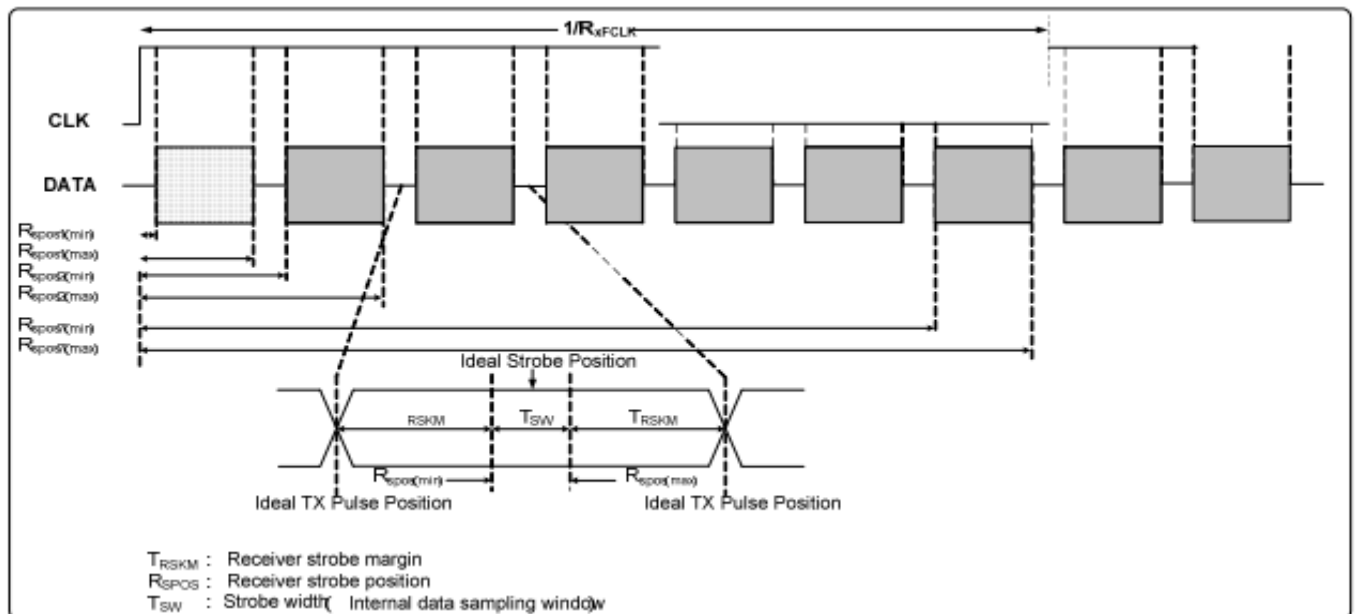 1/RxFCLK
CLK
DATA
Rspos1(min)
Rspos1(max)
Rspos2(min)
Rspos2(max)
Rspos7(min)
Rspos7(max)
Ideal Strobe Position
RSKM TSW TRSKM
Rspos(min) Rspos(max)
Ideal TX Pulse Position Ideal TX Pulse Position
TRSKM : Receiver strobe margin
RSPOS : Receiver strobe position
TSW : Strobe width( Internal data sampling window)